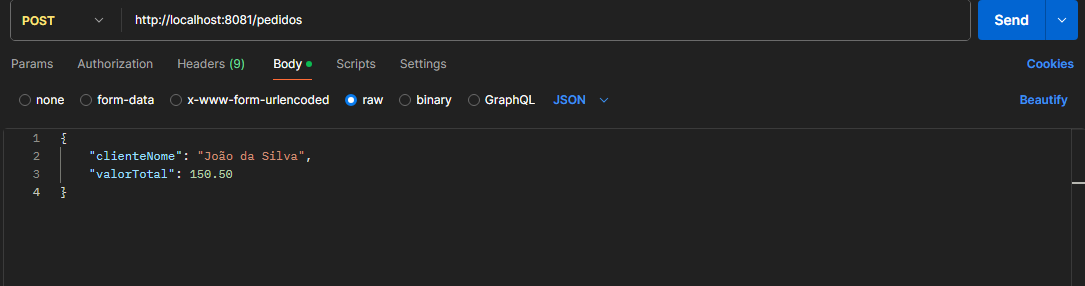 POST http://localhost:8081/pedidos Send
Params Authorization Headers (9) Body Scripts Settings Cookies
none form-data x-www-form-urlencoded raw binary GraphQL JSON Beautify
1 {
2 "clienteNome": "João da Silva",
3 "valorTotal": 150.50
4 }